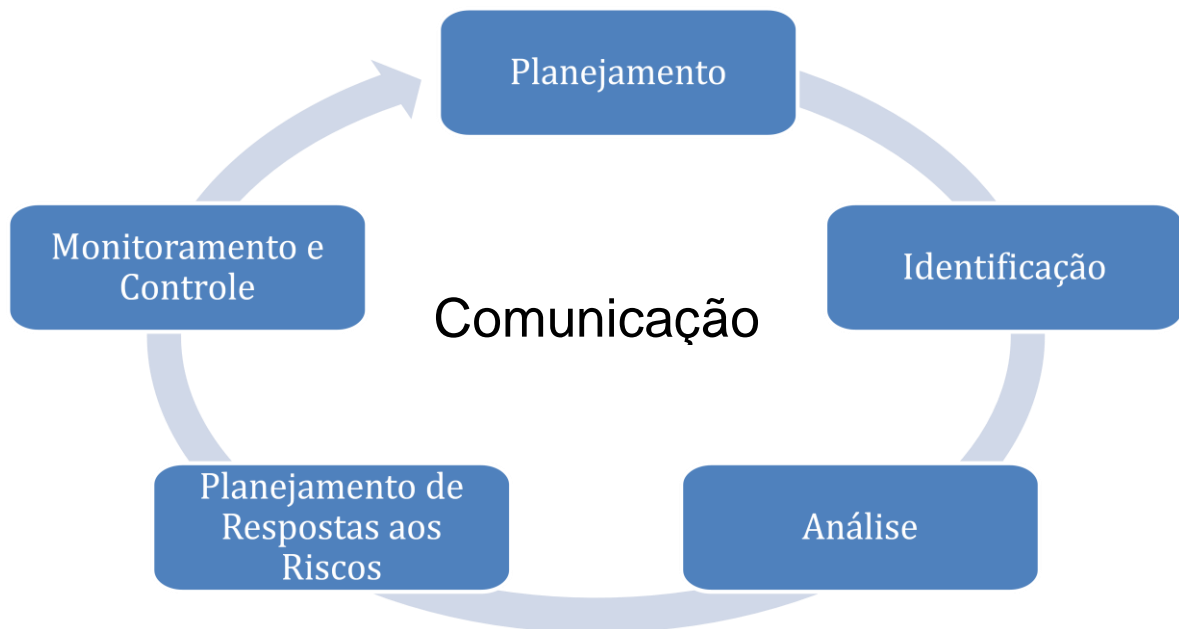 Planejamento
Identificação
Análise
Planejamento de
Respostas aos
Riscos
Monitoramento e
Controle
Comunicação